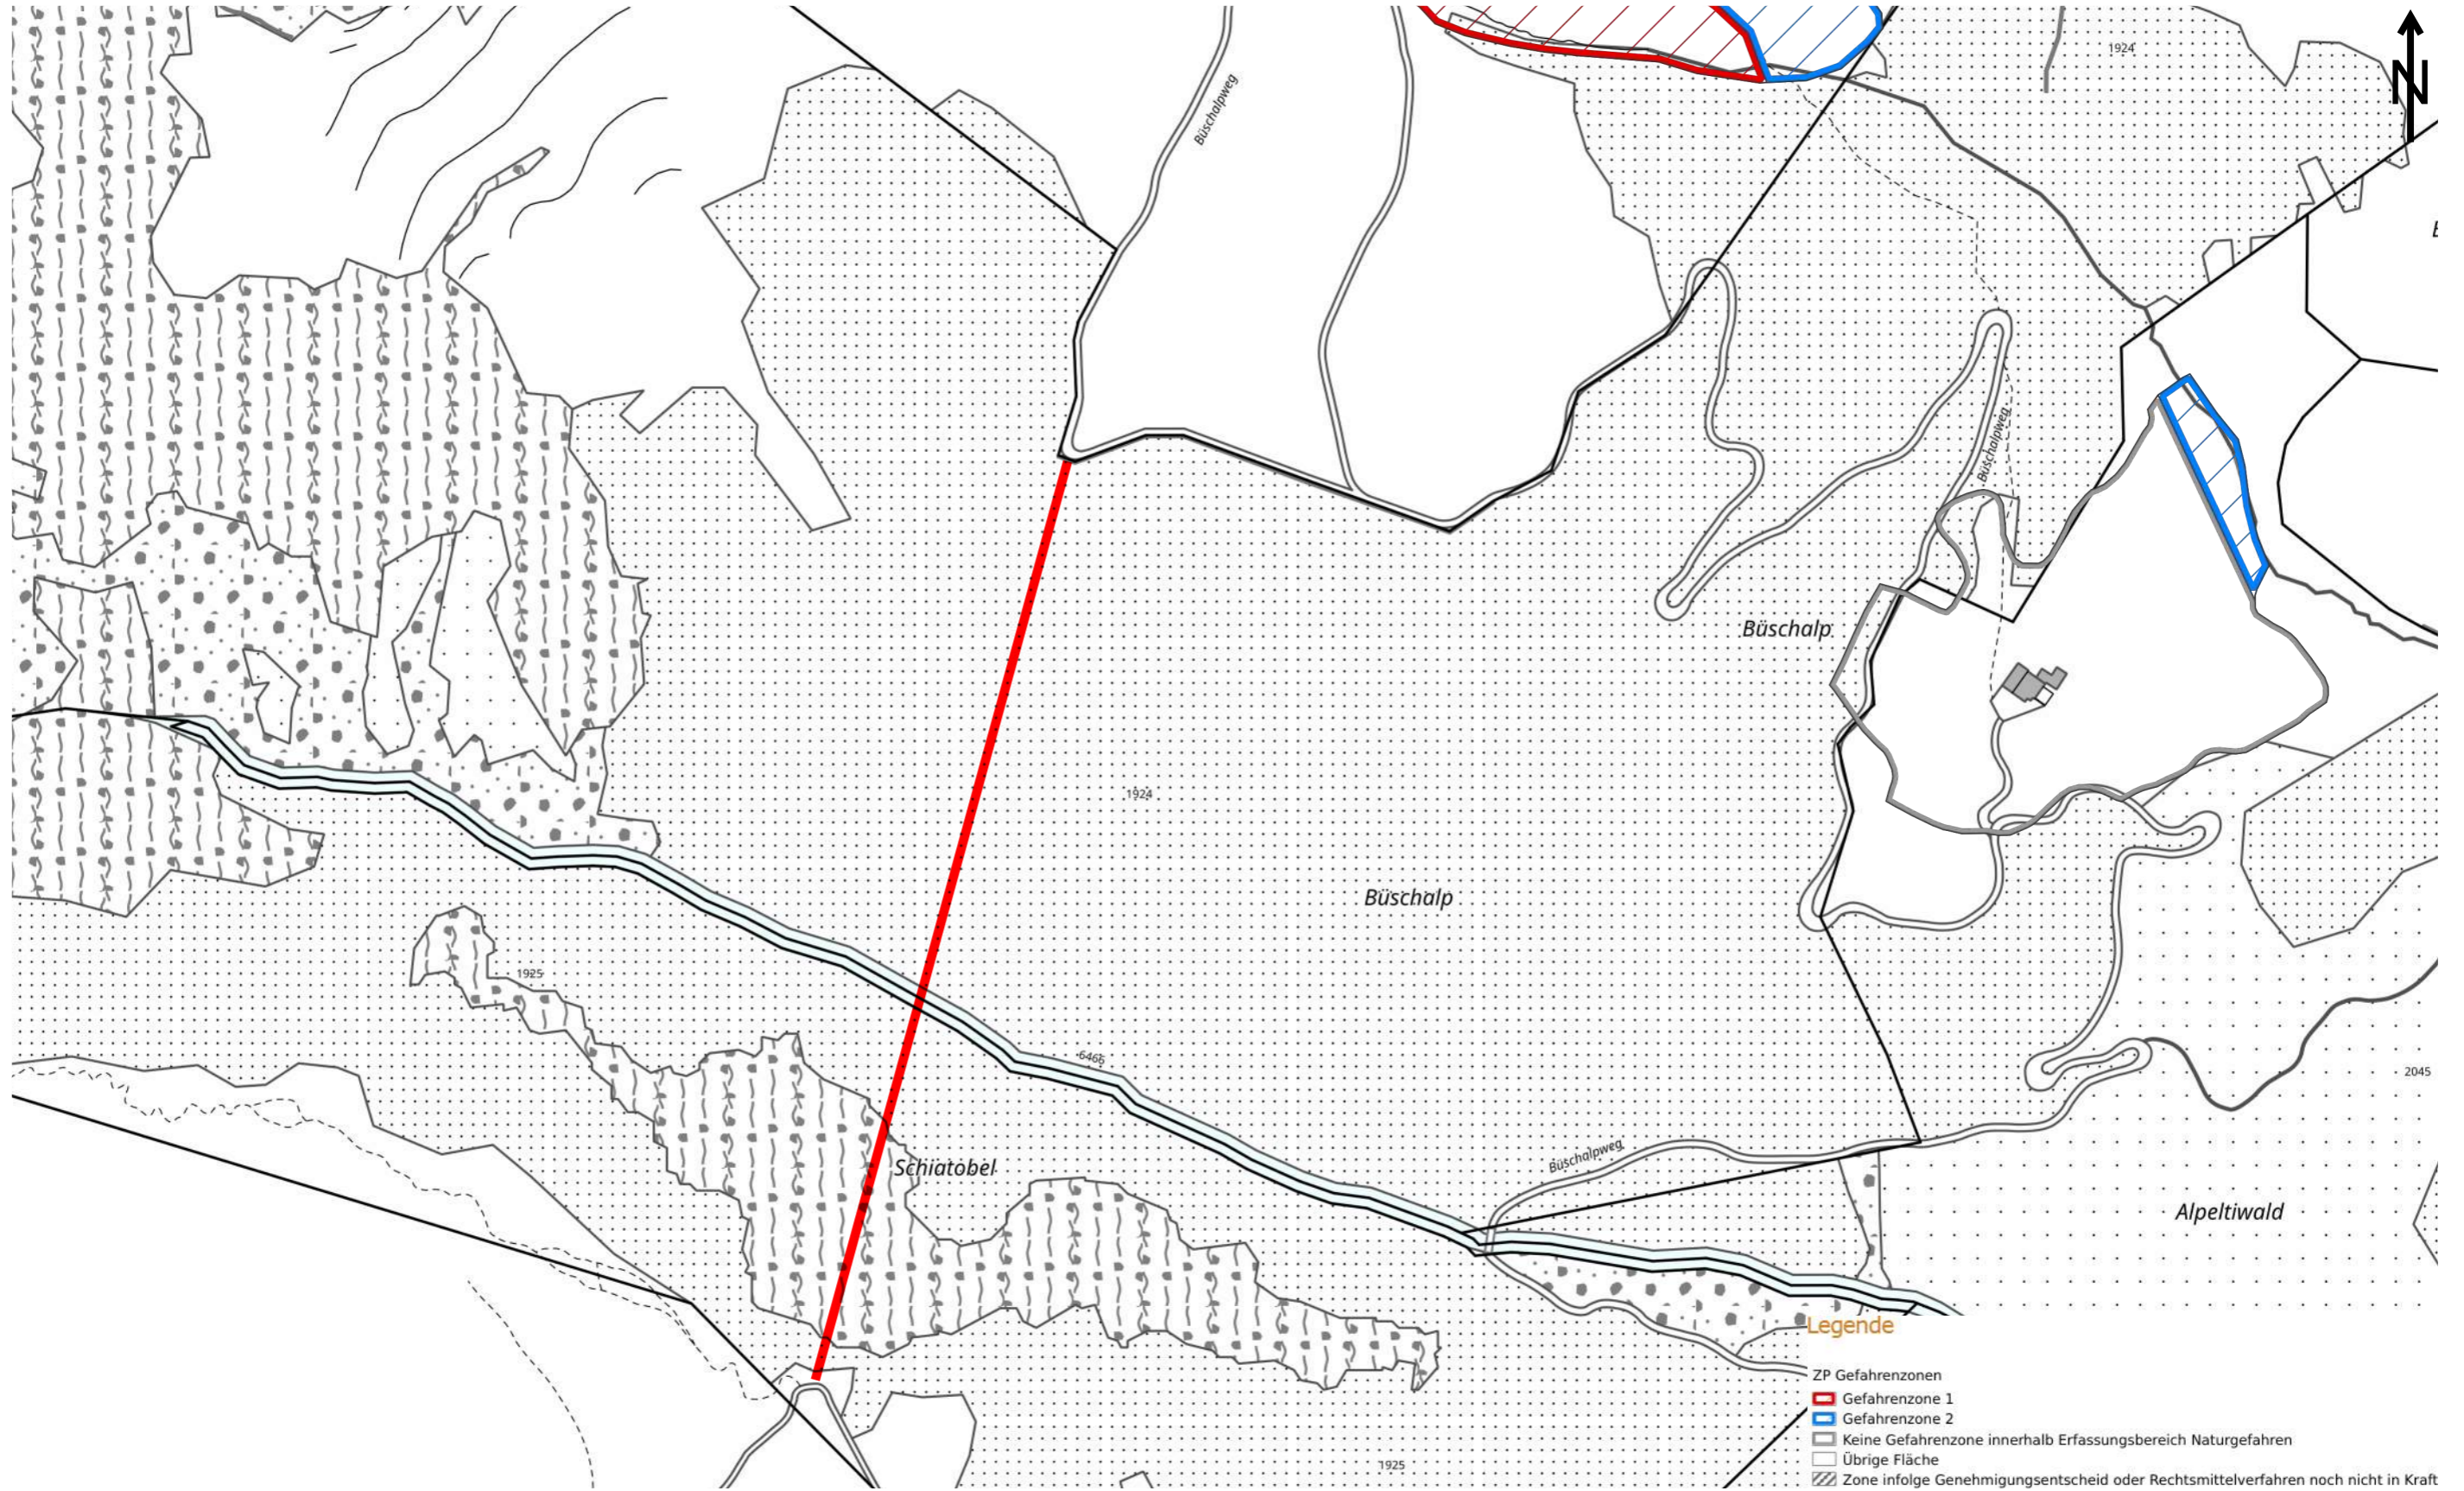 1924
N
Büschalpweg
Büschalpweg
Büschalp
1924
Büschalp
1925
6466
2045
Büschalpweg
Schiatobel
Alpeltiwald
Legende
ZP Gefahrenzonen
Gefahrenzone 1
Gefahrenzone 2
Keine Gefahrenzone innerhalb Erfassungsbereich Naturgefahren
Übrige Fläche
1925
Zone infolge Genehmigungsentscheid oder Rechtsmittelverfahren noch nicht in Kraft